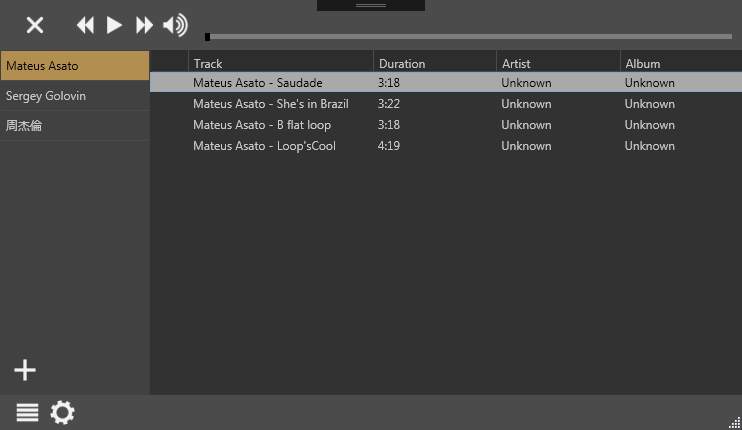 Mateus Asato
Sergey Golovin
周杰倫
Track Duration Artist Album
Mateus Asato - Saudade 3:18 Unknown Unknown
Mateus Asato - She's in Brazil 3:22 Unknown Unknown
Mateus Asato - B flat loop 3:18 Unknown Unknown
Mateus Asato - Loop'sCool 4:19 Unknown Unknown